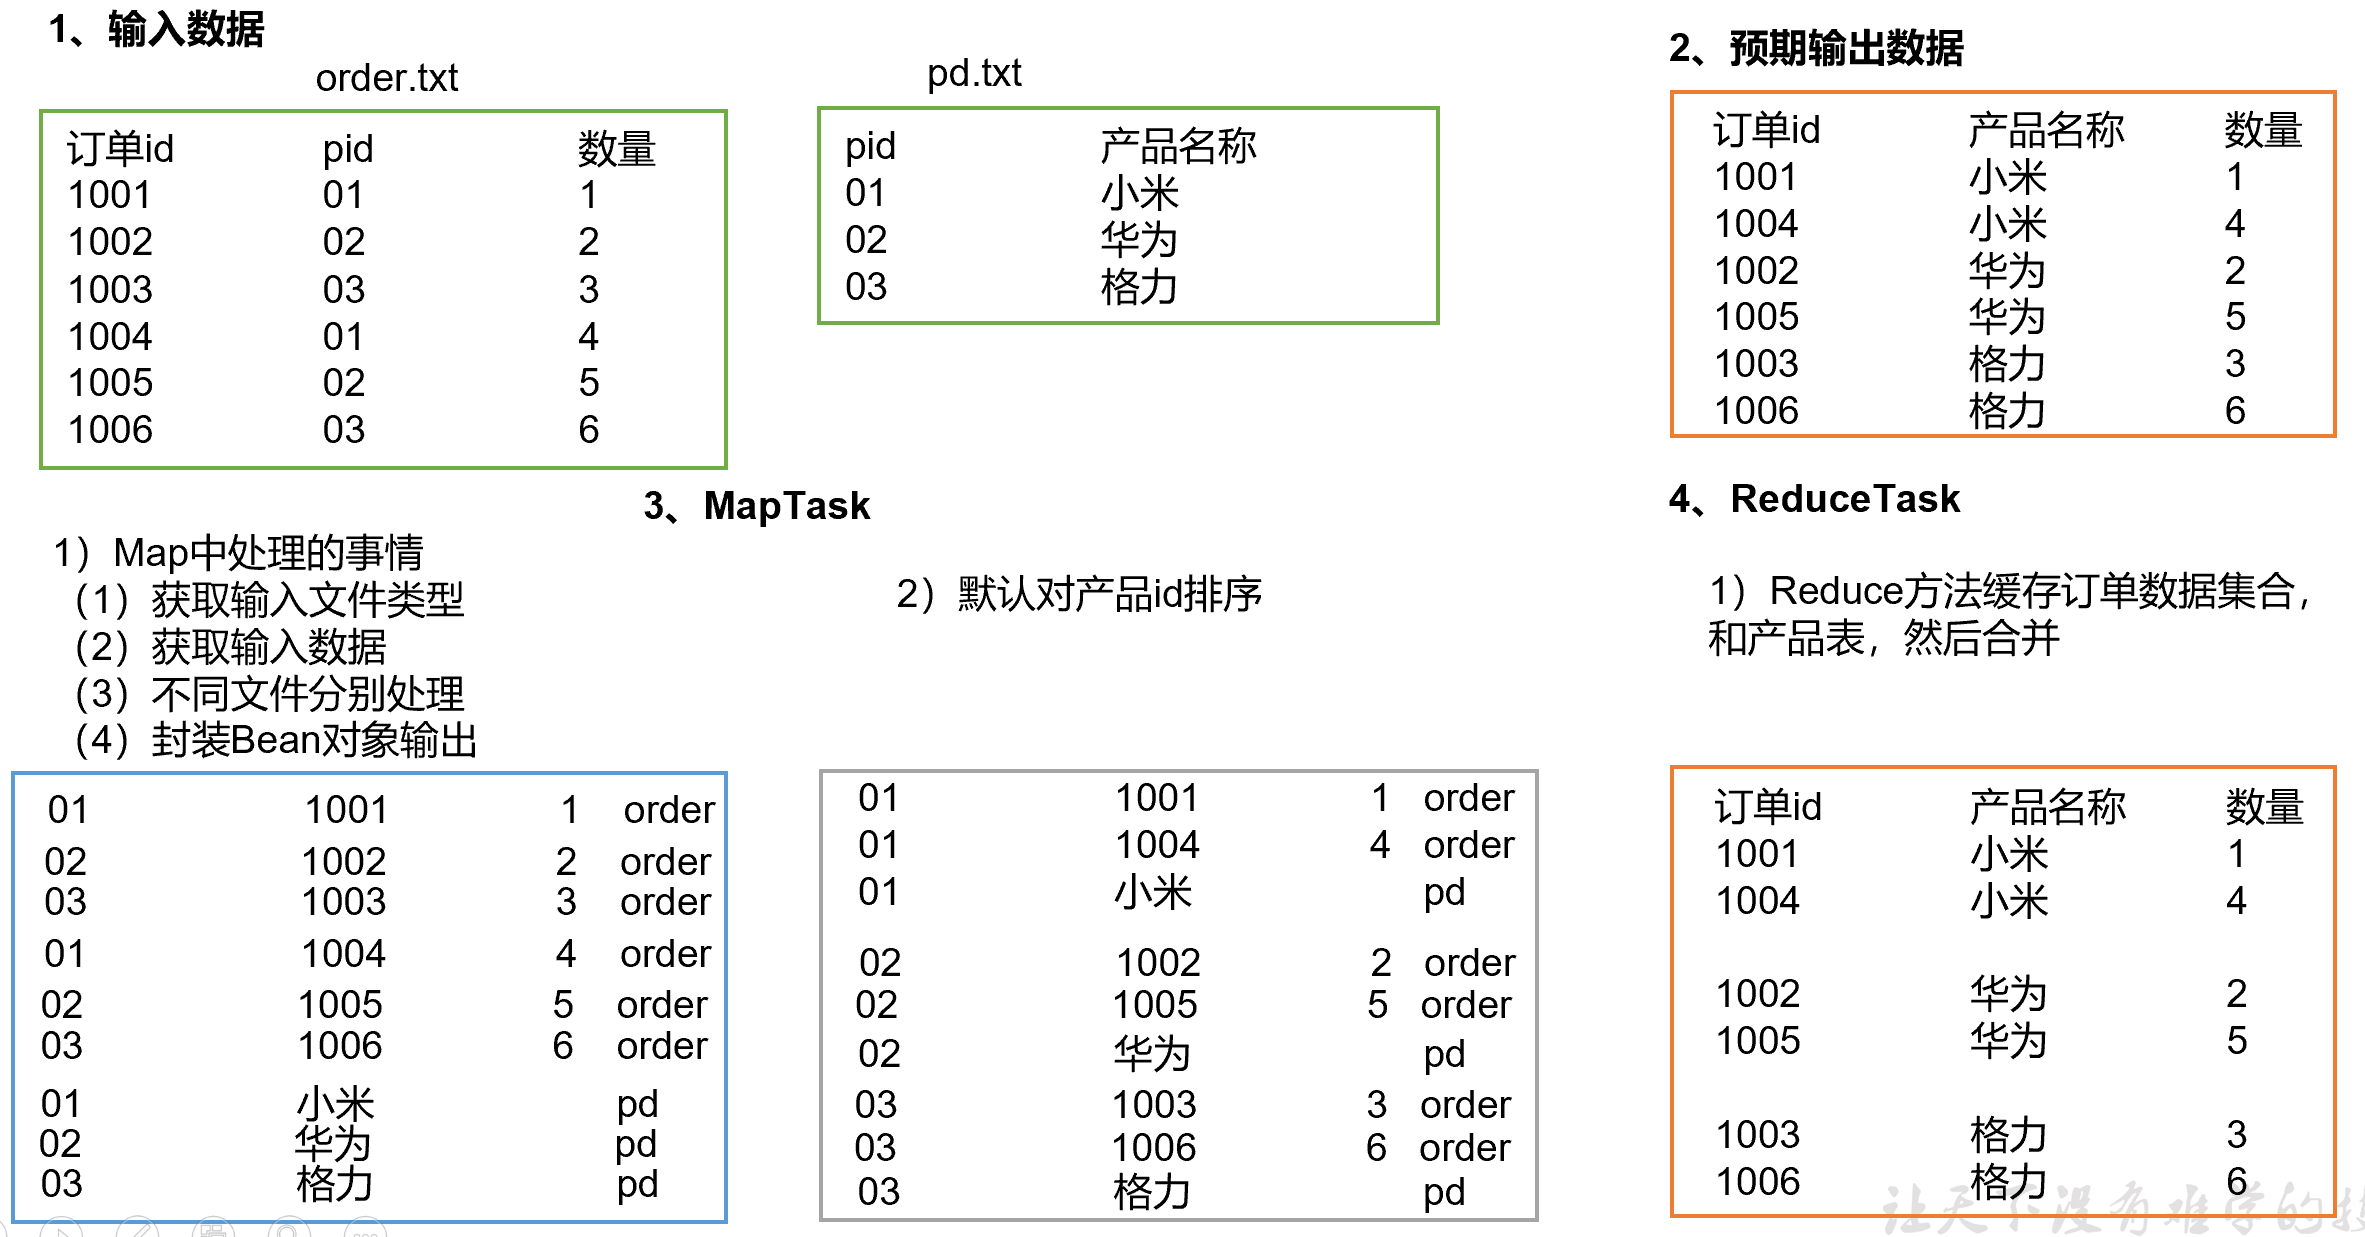 1、输入数据
order.txt
订单id pid 数量
1001 01 1
1002 02 2
1003 03 3
1004 01 4
1005 02 5
1006 03 6
pd.txt
pid 产品名称
01 小米
02 华为
03 格力
2、预期输出数据
订单id 产品名称 数量
1001 小米 1
1004 小米 4
1002 华为 2
1005 华为 5
1003 格力 3
1006 格力 6
3、MapTask
1）Map中处理的事情
（1）获取输入文件类型
（2）获取输入数据
（3）不同文件分别处理
（4）封装Bean对象输出
01 1001 1 order
02 1002 2 order
03 1003 3 order
01 1004 4 order
02 1005 5 order
03 1006 6 order
01 小米 pd
02 华为 pd
03 格力 pd
2）默认对产品id排序
01 1001 1 order
01 1004 4 order
01 小米 pd
02 1002 2 order
02 1005 5 order
02 华为 pd
03 1003 3 order
03 1006 6 order
03 格力 pd
4、ReduceTask
1）Reduce方法缓存订单数据集合，
和产品表，然后合并
订单id 产品名称 数量
1001 小米 1
1004 小米 4
1002 华为 2
1005 华为 5
1003 格力 3
1006 格力 6
让天下没有难学的技